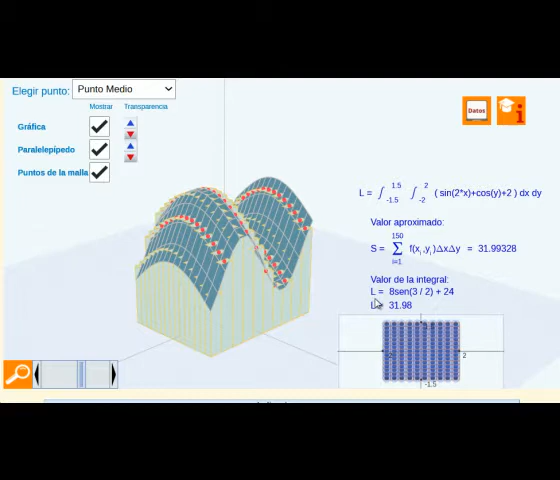 Elegir punto: Punto Medio
Mostrar Transparencia
Gráfica
Paralelepípedo
Puntos de la malla
Datos
i
L = ∫ 1.5 -1.5 ∫ 2 -2 ( sin(2*x)+cos(y)+2 ) dx dy
Valor aproximado:
150
S = ∑ f(xᵢ,yᵢ)ΔxΔy = 31.99328
i=1
Valor de la integral:
L = 8sen(3 / 2) + 24
L 31.98
2
-1.5